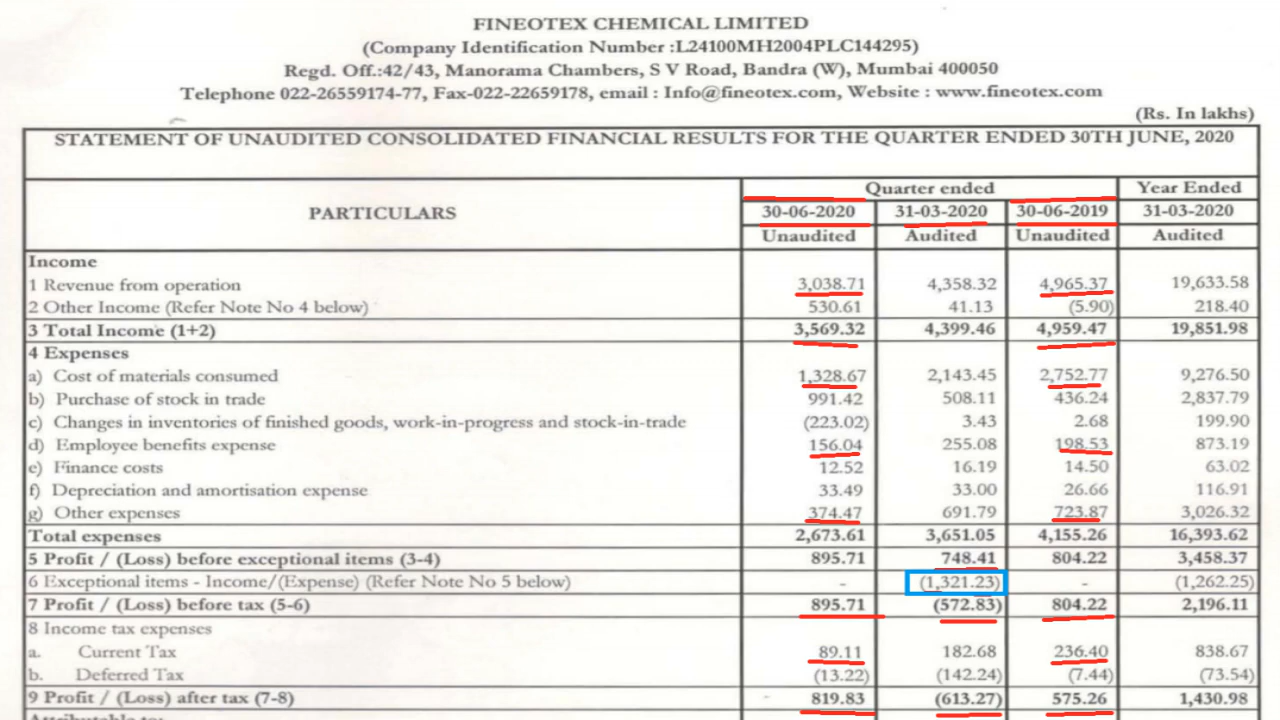 FINEOTEX CHEMICAL LIMITED
(Company Identification Number :L24100MH2004PLC144295)
Regd. Off.:42/43, Manorama Chambers, S V Road, Bandra (W), Mumbai 400050
Telephone 022-26559174-77, Fax-022-22659178, email : Info@fineotex.com, Website : www.fineotex.com
(Rs. In lakhs)
STATEMENT OF UNAUDITED CONSOLIDATED FINANCIAL RESULTS FOR THE QUARTER ENDED 30TH JUNE, 2020
PARTICULARS Quarter ended Year Ended
30-06-2020 31-03-2020 30-06-2019 31-03-2020
Unaudited Audited Unaudited Audited
Income
1 Revenue from operation 3,038.71 4,358.32 4,965.37 19,633.58
2 Other Income (Refer Note No 4 below) 530.61 41.13 (5.90) 218.40
3 Total Income (1+2) 3,569.32 4,399.46 4,959.47 19,851.98
4 Expenses
a) Cost of materials consumed 1,328.67 2,143.45 2,752.77 9,276.50
b) Purchase of stock in trade 991.42 508.11 436.24 2,837.79
c) Changes in inventories of finished goods, work-in-progress and stock-in-trade (223.02) 3.43 2.68 199.90
d) Employee benefits expense 156.04 255.08 198.53 873.19
e) Finance costs 12.52 16.19 14.50 63.02
f) Depreciation and amortisation expense 33.49 33.00 26.66 116.91
g) Other expenses 374.47 691.79 723.87 3,026.32
Total expenses 2,673.61 3,651.05 4,155.26 16,393.62
5 Profit / (Loss) before exceptional items (3-4) 895.71 748.41 804.22 3,458.37
6 Exceptional items - Income/(Expense) (Refer Note No 5 below) - (1,321.23) - (1,262.25)
7 Profit / (Loss) before tax (5-6) 895.71 (572.83) 804.22 2,196.11
8 Income tax expenses
a. Current Tax 89.11 182.68 236.40 838.67
b. Deferred Tax (13.22) (142.24) (7.44) (73.54)
9 Profit / (Loss) after tax (7-8) 819.83 (613.27) 575.26 1,430.98
Attributable to: